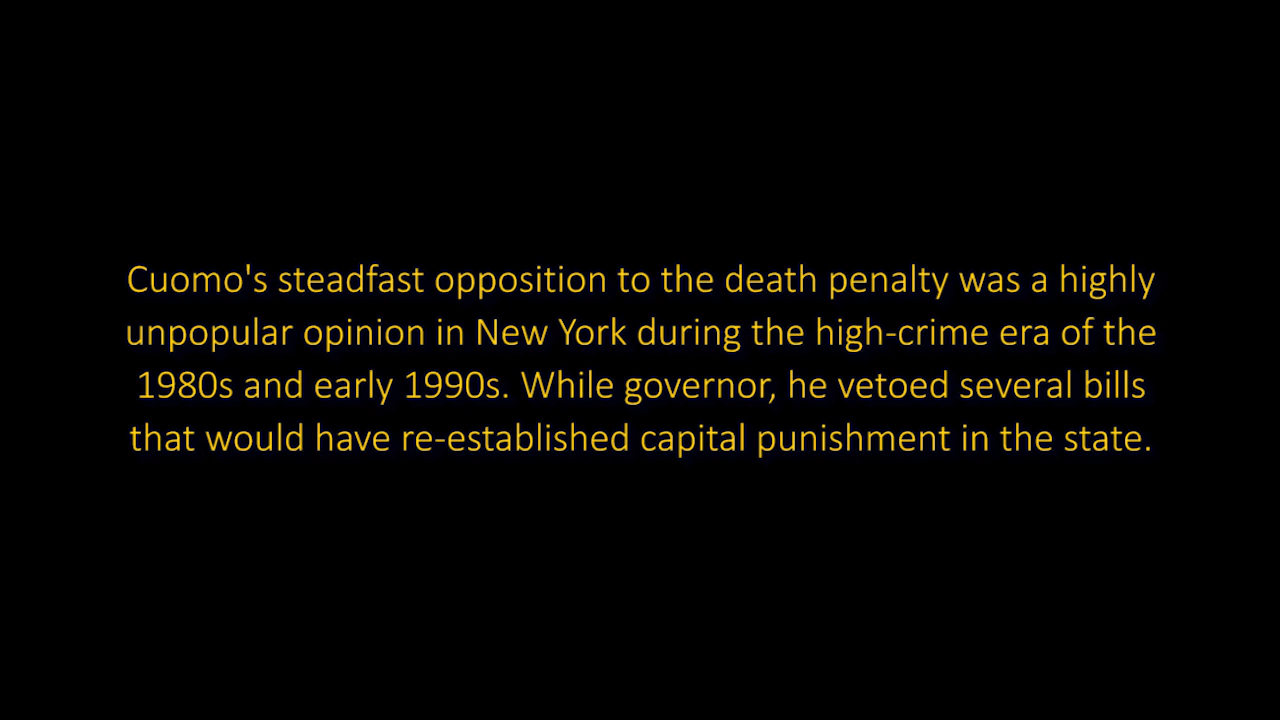 Cuomo's steadfast opposition to the death penalty was a highly
unpopular opinion in New York during the high-crime era of the
1980s and early 1990s. While governor, he vetoed several bills
that would have re-established capital punishment in the state.